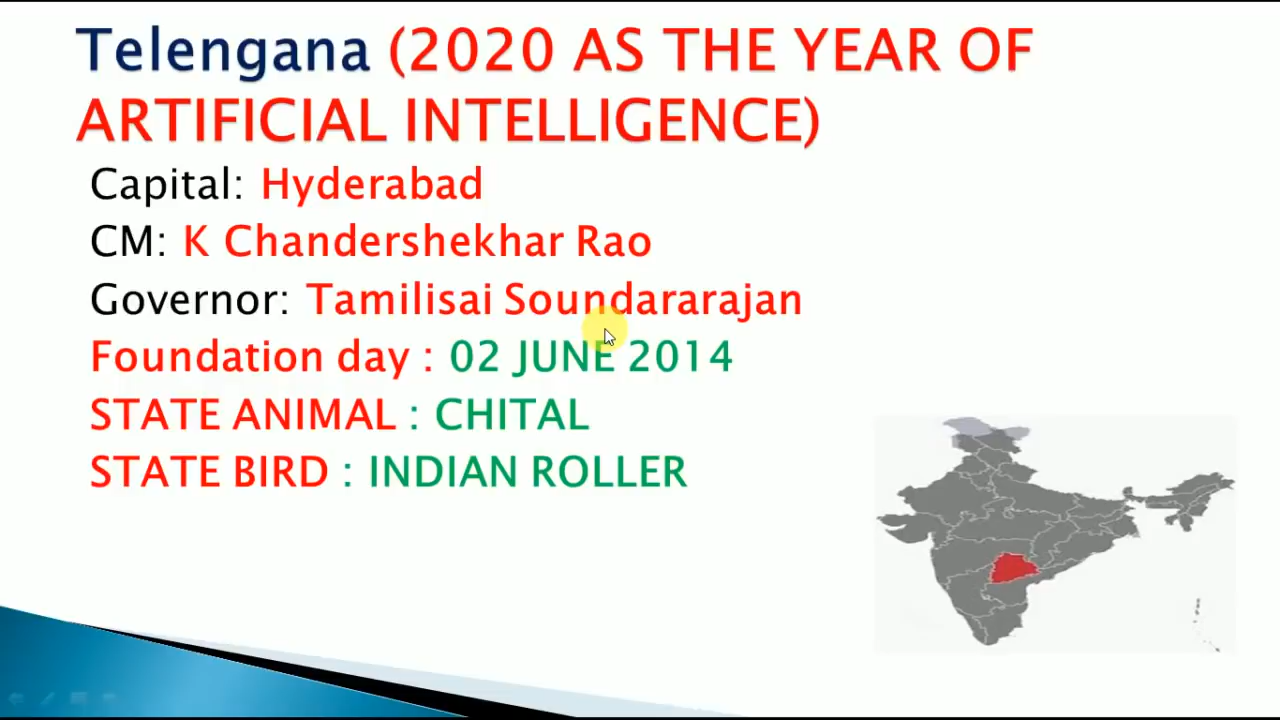 Telengana (2020 AS THE YEAR OF
ARTIFICIAL INTELLIGENCE)
Capital: Hyderabad
CM: K Chandershekhar Rao
Governor: Tamilisai Soundararajan
Foundation day : 02 JUNE 2014
STATE ANIMAL : CHITAL
STATE BIRD : INDIAN ROLLER